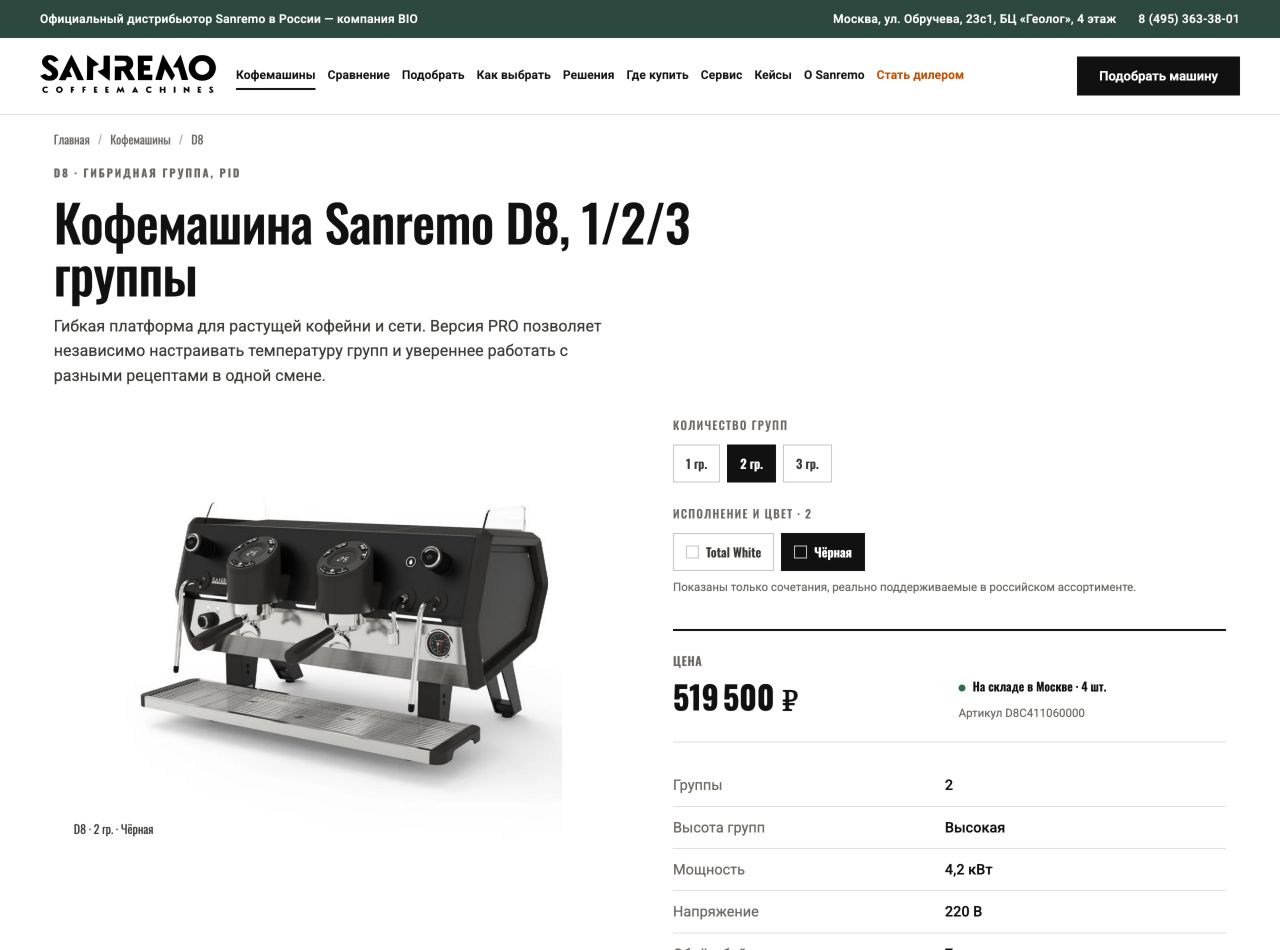 Официальный дистрибьютор Sanremo в России — компания BIO
Москва, ул. Обручева, 23с1, БЦ «Геолог», 4 этаж
8 (495) 363-38-01
SANREMO
COFFEEMACHINES
Кофемашины
Сравнение
Подобрать
Как выбрать
Решения
Где купить
Сервис
Кейсы
О Sanremo
Стать дилером
Подобрать машину
Главная / Кофемашины / D8
D8 · ГИБРИДНАЯ ГРУППА, PID
Кофемашина Sanremo D8, 1/2/3
группы
Гибкая платформа для растущей кофейни и сети. Версия PRO позволяет
независимо настраивать температуру групп и увереннее работать с
разными рецептами в одной смене.
КОЛИЧЕСТВО ГРУПП
1 гр.
2 гр.
3 гр.
ИСПОЛНЕНИЕ И ЦВЕТ · 2
Total White
Чёрная
Показаны только сочетания, реально поддерживаемые в российском ассортименте.
ЦЕНА
519 500 ₽
На складе в Москве · 4 шт.
Артикул D8C411060000
Группы 2
Высота групп Высокая
Мощность 4,2 кВт
Напряжение 220 В
D8 · 2 гр. · Чёрная